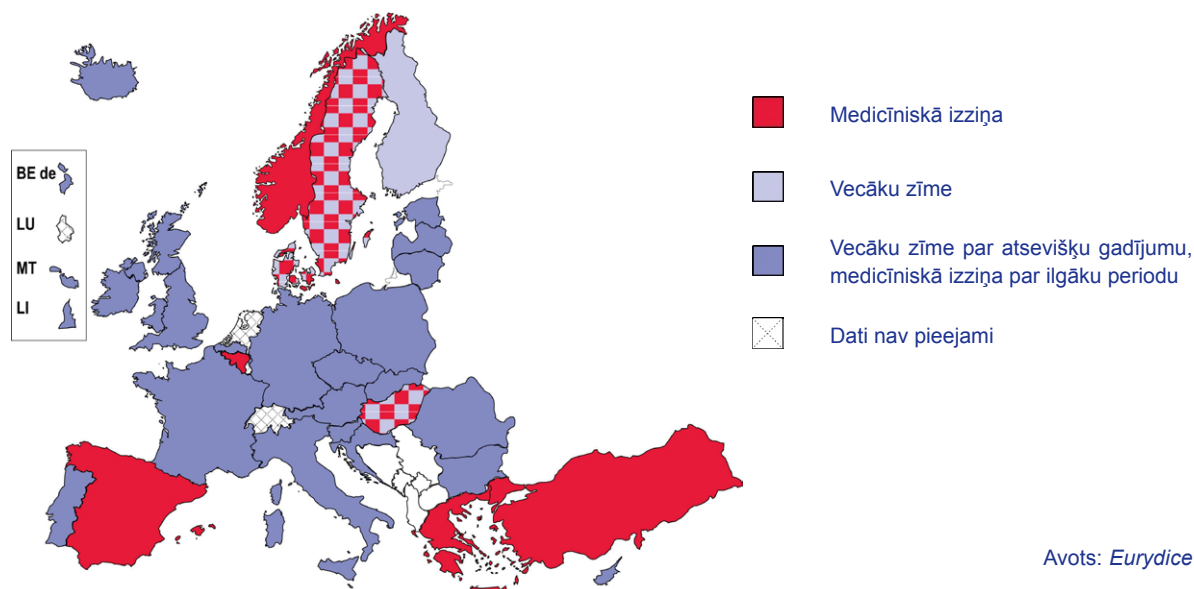 BE de
LU
MT
LI
Medicīniskā izziņa
Vecāku zīme
Vecāku zīme par atsevišķu gadījumu,
medicīniskā izziņa par ilgāku periodu
Dati nav pieejami
Avots: Eurydice